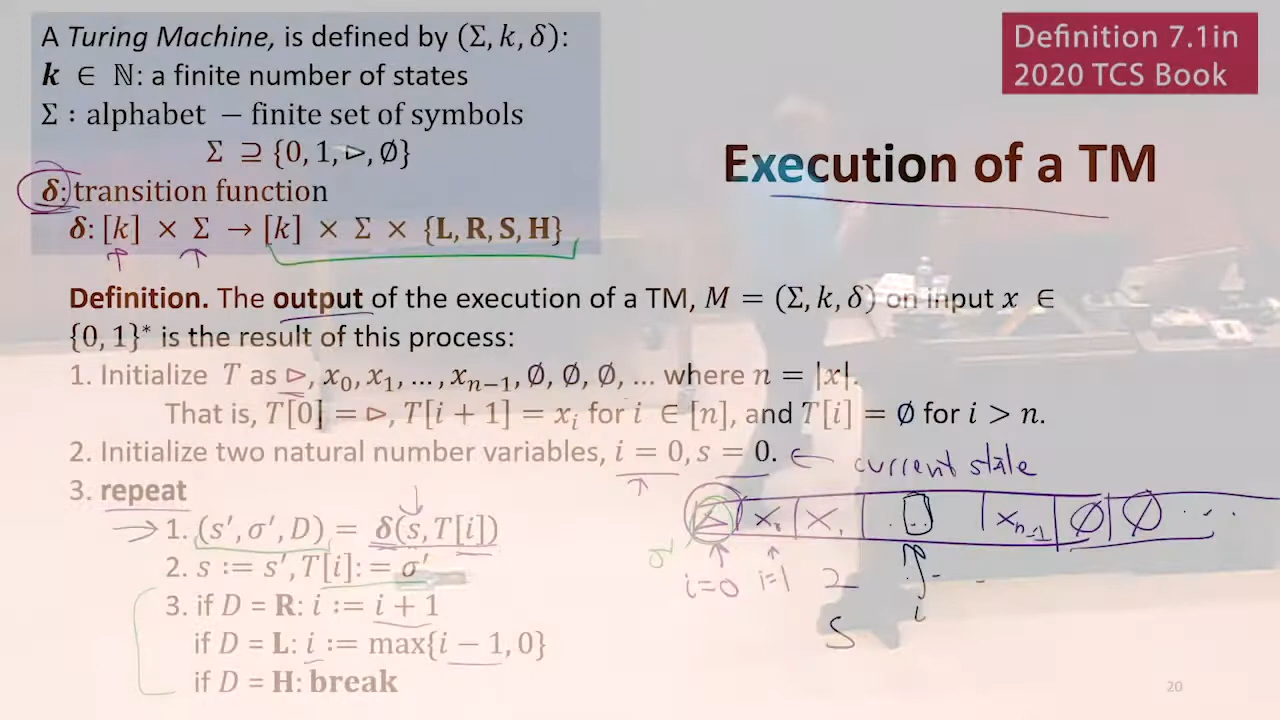 A Turing Machine, is defined by (Σ, k, δ):
k ∈ ℕ: a finite number of states
Σ : alphabet – finite set of symbols
Σ ⊇ {0, 1, ▻, ∅}
δ: transition function
δ: [k] × Σ → [k] × Σ × {L, R, S, H}
Definition 7.1in
2020 TCS Book
Execution of a TM
Definition. The output of the execution of a TM, M = (Σ, k, δ) on input x ∈
{0, 1}* is the result of this process:
1. Initialize T as ▻, x₀, x₁, …, xₙ₋₁, ∅, ∅, ∅, … where n = |x|.
That is, T[0] = ▻, T[i + 1] = xᵢ for i ∈ [n], and T[i] = ∅ for i > n.
2. Initialize two natural number variables, i = 0, s = 0. ← current state
3. repeat
1. (s′, σ′, D) = δ(s, T[i])
2. s := s′, T[i]: = σ′
3. if D = R: i := i + 1
if D = L: i := max{i − 1, 0}
if D = H: break
▻ x₀ x₁ . . . xₙ₋₁ ∅ ∅ . . .
i=0 i=1 2
i
S
20